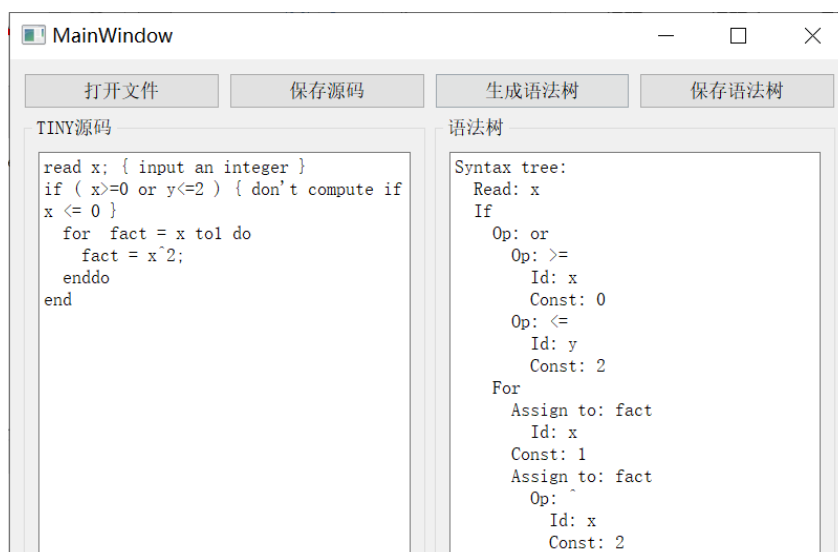 MainWindow
打开文件 保存源码 生成语法树 保存语法树
TINY源码
read x; { input an integer }
if ( x>=0 or y<=2 ) { don't compute if
x <= 0 }
  for  fact = x to1 do
    fact = x^2;
  enddo
end
语法树
Syntax tree:
  Read: x
  If
    Op: or
      Op: >=
        Id: x
        Const: 0
      Op: <=
        Id: y
        Const: 2
    For
      Assign to: fact
        Id: x
      Const: 1
      Assign to: fact
        Op: ^
          Id: x
          Const: 2